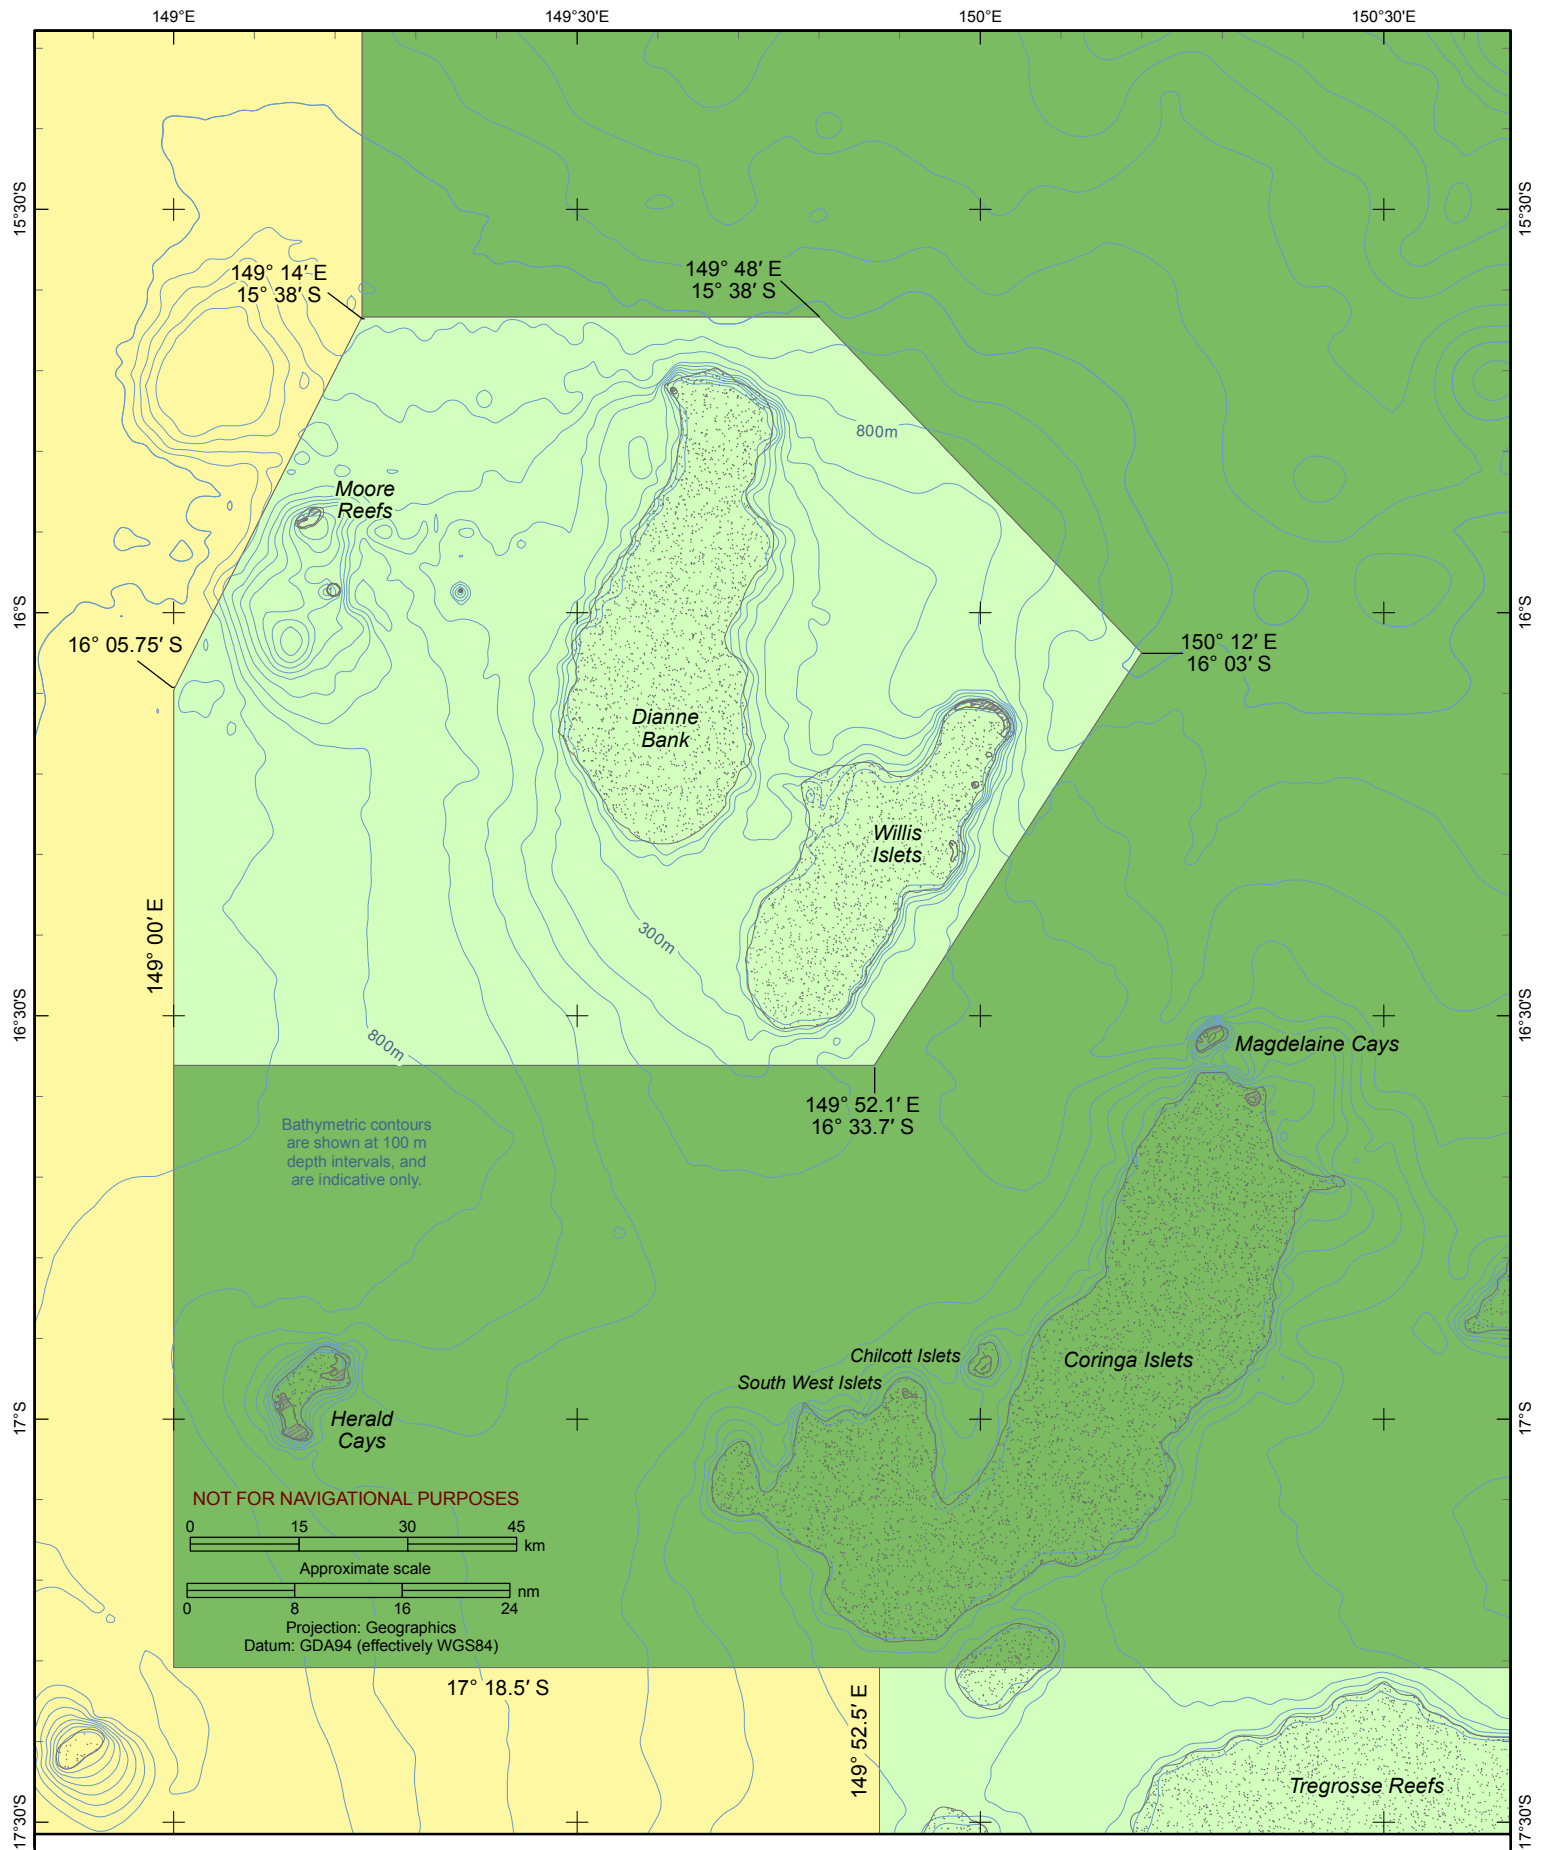 149°E
149°30'E
150°E
150°30'E
15°30'S
15°30'S
149° 14′ E
15° 38′ S
149° 48′ E
15° 38′ S
800m
Moore
Reefs
16°S
16°S
16° 05.75′ S
150° 12′ E
16° 03′ S
Dianne
Bank
Willis
Islets
149° 00′ E
300m
16°30'S
16°30'S
800m
Magdelaine Cays
149° 52.1′ E
16° 33.7′ S
Bathymetric contours
are shown at 100 m
depth intervals, and
are indicative only.
Chilcott Islets
Coringa Islets
South West Islets
17°S
17°S
Herald
Cays
NOT FOR NAVIGATIONAL PURPOSES
0 15 30 45
km
Approximate scale
nm
0 8 16 24
Projection: Geographics
Datum: GDA94 (effectively WGS84)
17° 18.5′ S
149° 52.5′ E
Tregrosse Reefs
17°30'S
17°30'S